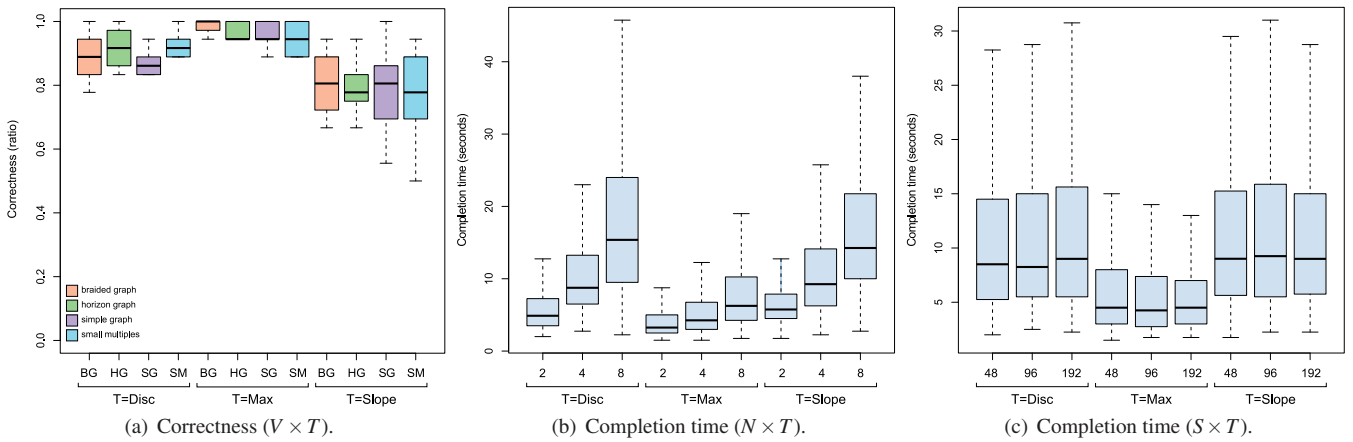 Correctness (ratio)
1.0
0.8
0.6
0.4
0.2
0.0
braided graph
horizon graph
simple graph
small multiples
BG HG SG SM BG HG SG SG SM BG HG SG SM
T=Disc T=Max T=Slope
(a) Correctness (V × T).
Completion time (seconds)
40
30
20
10
0
2 4 8 2 4 8 2 4 8
T=Disc T=Max T=Slope
(b) Completion time (N × T).
Completion time (seconds)
30
25
20
15
10
5
48 96 192 48 96 192 48 96 192
T=Disc T=Max T=Slope
(c) Completion time (S × T).